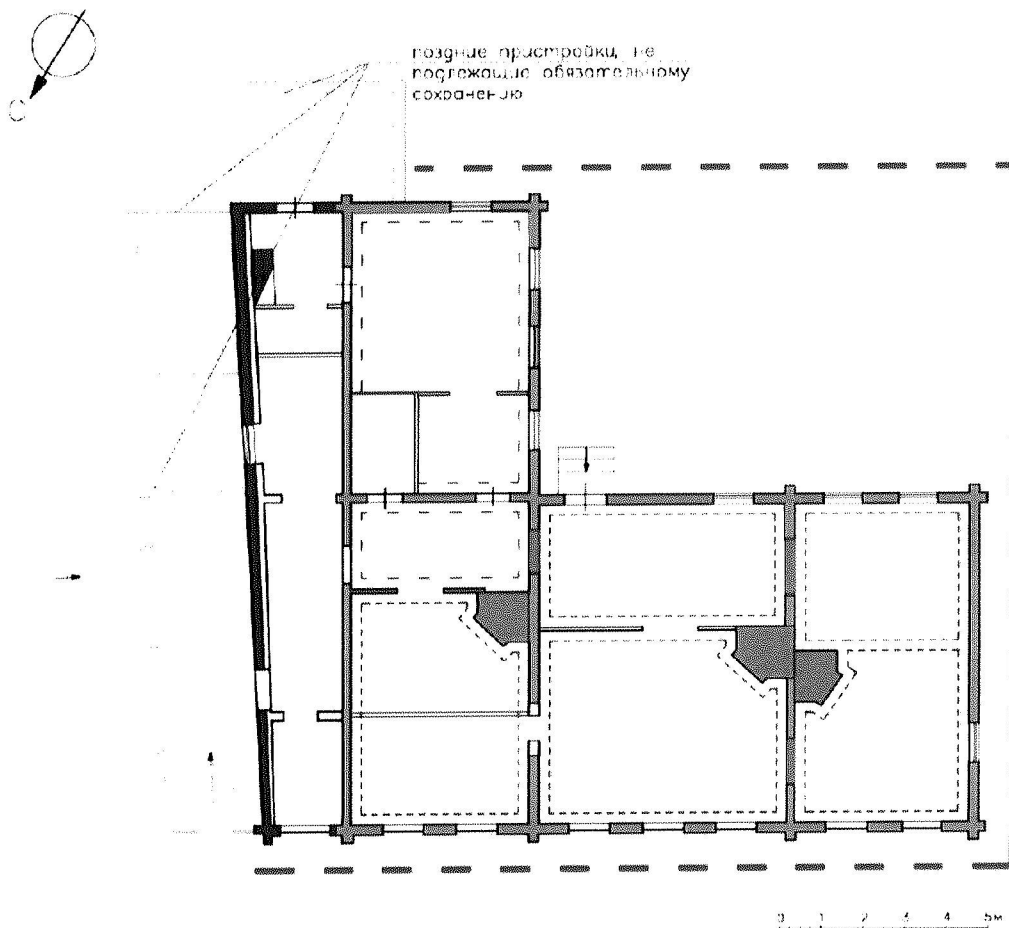 поздние пристройки, не
подлежащие обязательному
сохранению
С
0 1 2 3 4 5м